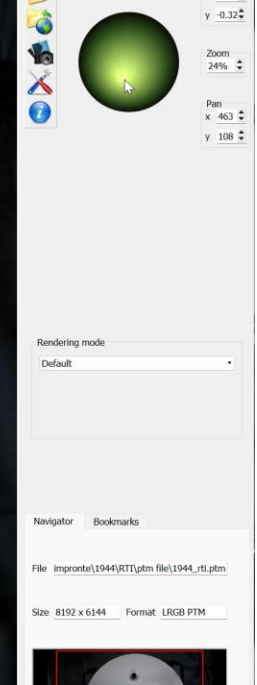 y -0.32
Zoom
24%
Pan
x 463
y 108
Rendering mode
Default
Navigator Bookmarks
File impronte\1944\RTI\ptm file\1944_rti.ptm
Size 8192 x 6144 Format LRGB PTM